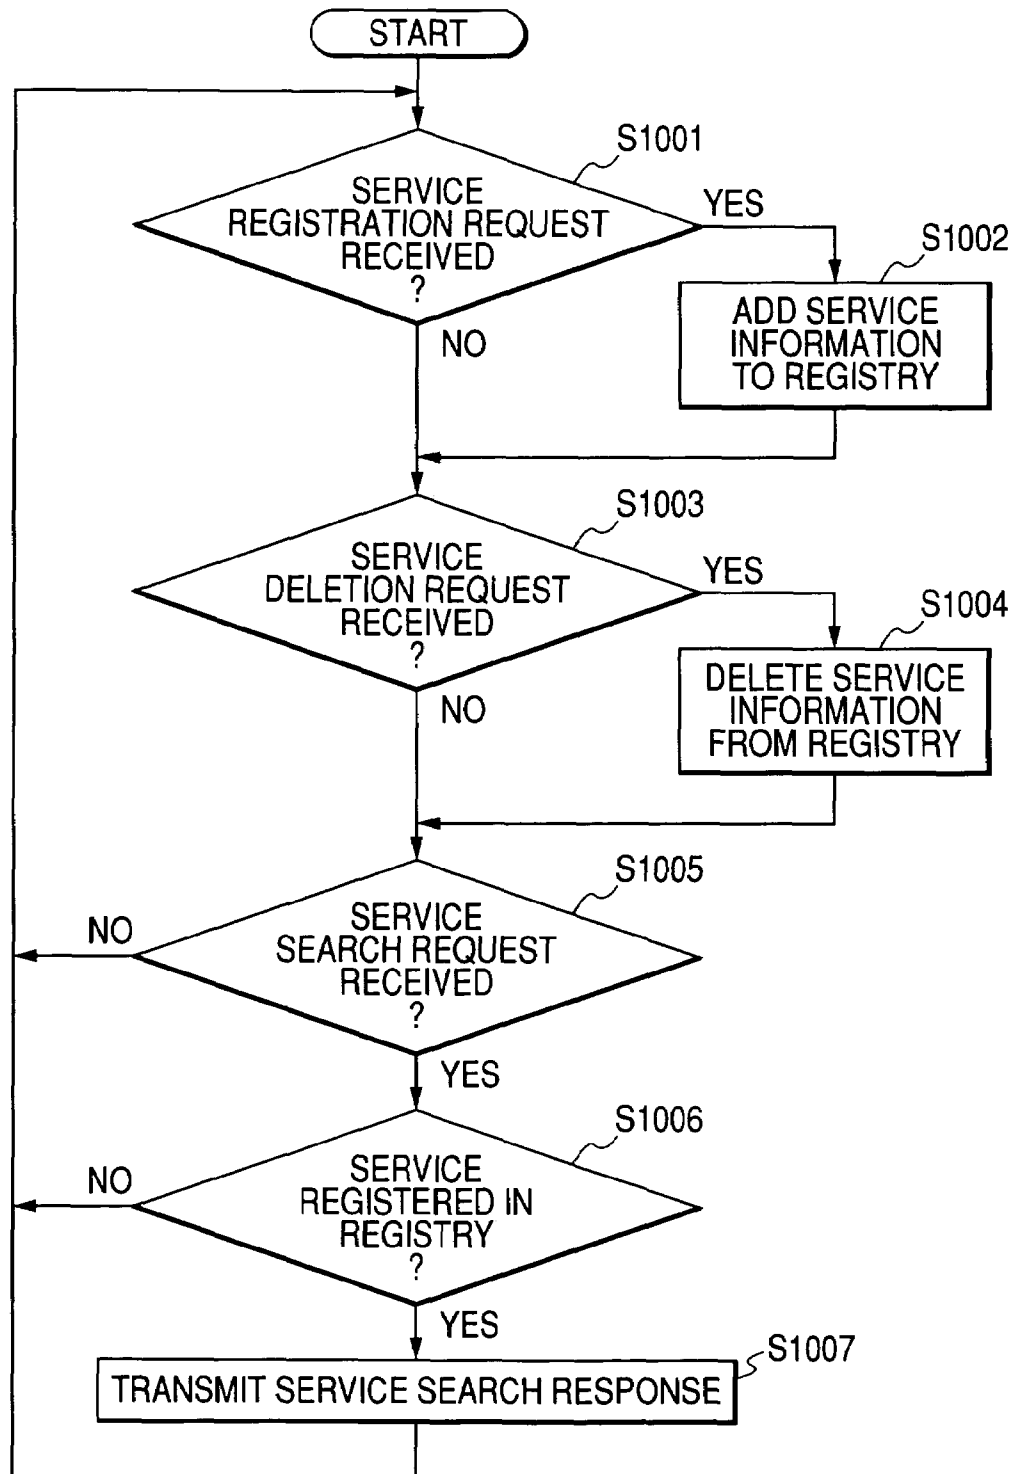 START
S1001
SERVICE
REGISTRATION REQUEST
RECEIVED
?
YES
NO
S1002
ADD SERVICE
INFORMATION
TO REGISTRY
S1003
SERVICE
DELETION REQUEST
RECEIVED
?
YES
NO
S1004
DELETE SERVICE
INFORMATION
FROM REGISTRY
S1005
SERVICE
SEARCH REQUEST
RECEIVED
?
NO
YES
S1006
SERVICE
REGISTERED IN
REGISTRY
?
NO
YES
S1007
TRANSMIT SERVICE SEARCH RESPONSE